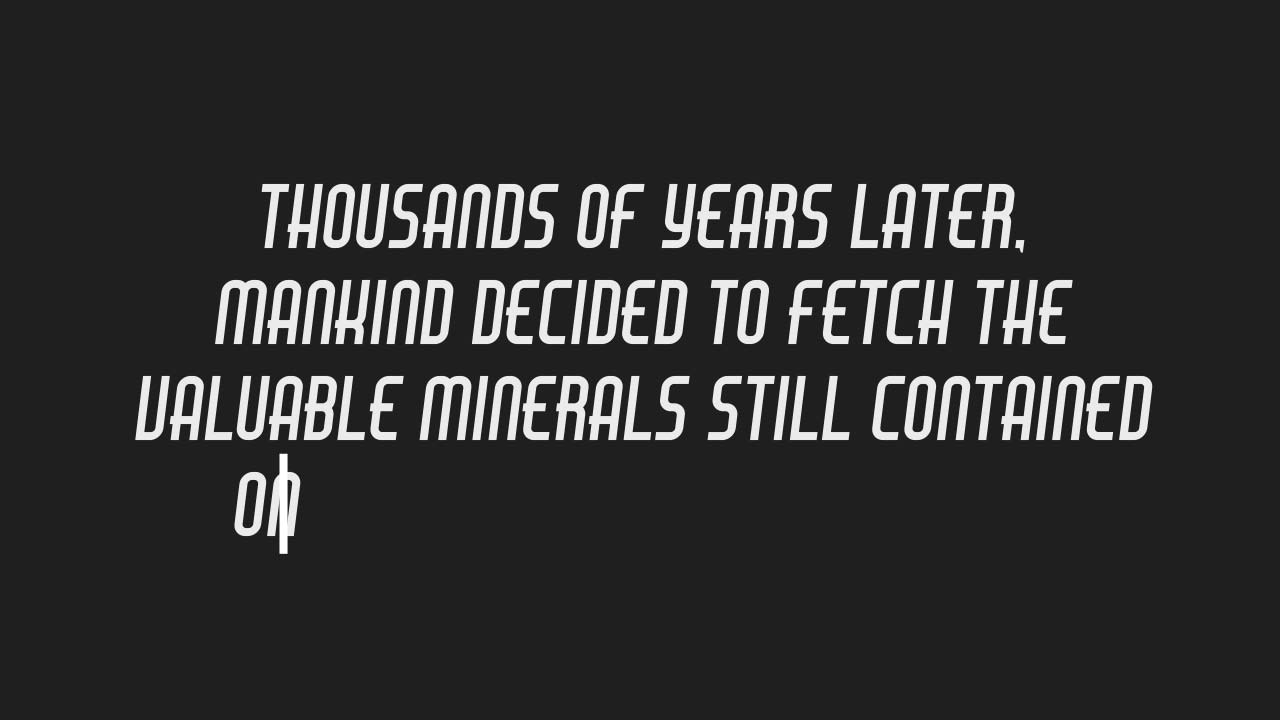 THOUSANDS OF YEARS LATER,
MANKIND DECIDED TO FETCH THE
VALUABLE MINERALS STILL CONTAINED
ON